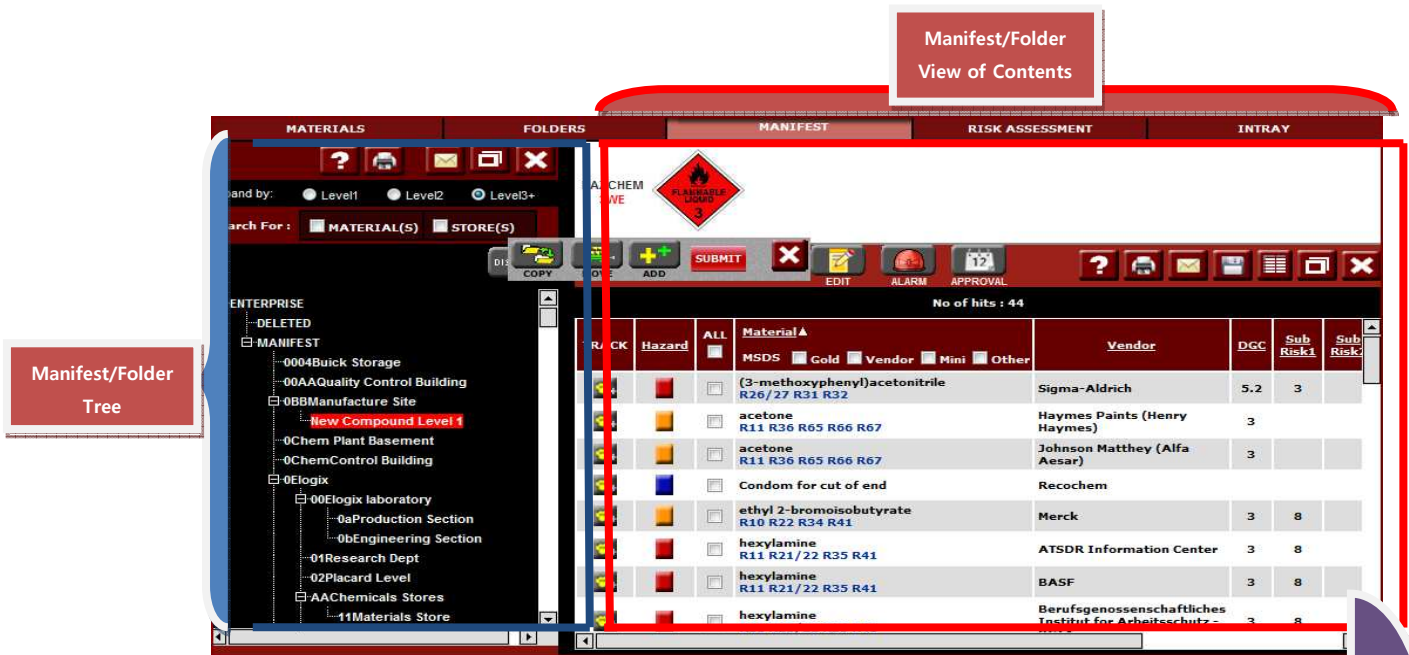 Manifest/Folder
View of Contents
MATERIALS FOLDERS MANIFEST RISK ASSESSMENT INTRAY
by: Level1 Level2 Level3+
For : MATERIAL(S) STORE(S)
FLAMMABLE
LIQUID
3
COPY ADD SUBMIT EDIT ALARM 12 APPROVAL
No of hits : 44
Manifest/Folder
Tree
ENTERPRISE
DELETED
MANIFEST
0004Buick Storage
00AAQuality Control Building
0BBManufacture Site
New Compound Level 1
0Chem Plant Basement
0ChemControl Building
0Elogix
00Elogix laboratory
0aProduction Section
0bEngineering Section
01Research Dept
02Placard Level
AAChemicals Stores
11Materials Store
Hazard ALL Material▲ Vendor DGC Sub Risk1 Sub
MSDS Gold Vendor Mini Other
(3-methoxyphenyl)acetonitrile Sigma-Aldrich 5.2 3
R26/27 R31 R32
acetone Haymes Paints (Henry Haymes) 3
R11 R36 R65 R66 R67
acetone Johnson Matthey (Alfa Aesar) 3
R11 R36 R65 R66 R67
Condom for cut of end Recochem
ethyl 2-bromoisobutyrate Merck 3 8
R10 R22 R34 R41
hexylamine ATSDR Information Center 3 8
R11 R21/22 R35 R41
hexylamine BASF 3 8
R11 R21/22 R35 R41
hexylamine Berufsgenossenschaftliches 3 8